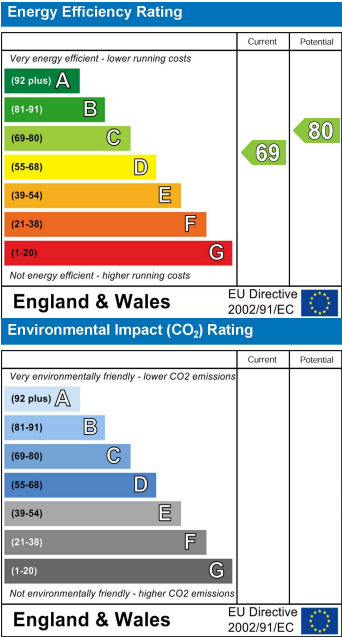 Energy Efficiency Rating
Current Potential
Very energy efficient - lower running costs
(92 plus) A
(81-91) B
(69-80) C
(55-68) D
(39-54) E
(21-38) F
(1-20) G
69
80
Not energy efficient - higher running costs
England & Wales
EU Directive
2002/91/EC
Environmental Impact (CO₂) Rating
Current Potential
Very environmentally friendly - lower CO2 emissions
(92 plus) A
(81-91) B
(69-80) C
(55-68) D
(39-54) E
(21-38) F
(1-20) G
Not environmentally friendly - higher CO2 emissions
England & Wales
EU Directive
2002/91/EC